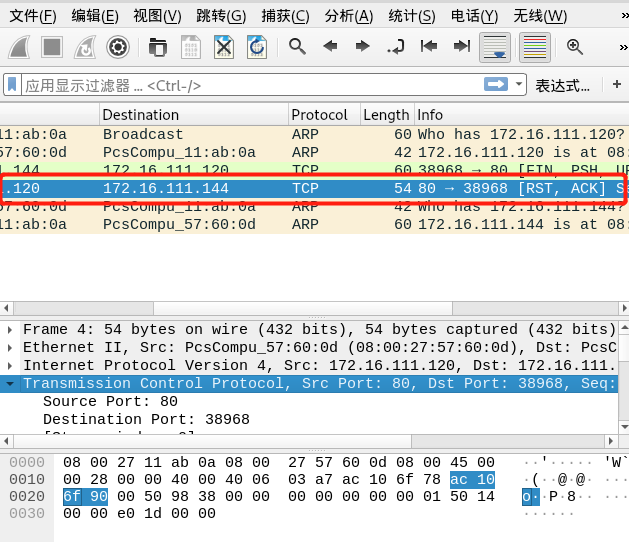 文件(F) 编辑(E) 视图(V) 跳转(G) 捕获(C) 分析(A) 统计(S) 电话(Y) 无线(W) »
»
应用显示过滤器 … <Ctrl-/> 表达式… +
Destination Protocol Length Info
11:ab:0a Broadcast ARP 60 Who has 172.16.111.120?
57:60:0d PcsCompu_11:ab:0a ARP 42 172.16.111.120 is at 08:
.144 172.16.111.120 TCP 60 38968 → 80 [FIN, PSH, UR
.120 172.16.111.144 TCP 54 80 → 38968 [RST, ACK] S
57:60:0d PcsCompu_11:ab:0a ARP 42 Who has 172.16.111.144?
11:ab:0a PcsCompu_57:60:0d ARP 60 172.16.111.144 is at 08:
Frame 4: 54 bytes on wire (432 bits), 54 bytes captured (432 bits)
Ethernet II, Src: PcsCompu_57:60:0d (08:00:27:57:60:0d), Dst: PcsC
Internet Protocol Version 4, Src: 172.16.111.120, Dst: 172.16.111.
Transmission Control Protocol, Src Port: 80, Dst Port: 38968, Seq:
Source Port: 80
Destination Port: 38968
0000 08 00 27 11 ab 0a 08 00 27 57 60 0d 08 00 45 00 ··'····· 'W`
0010 00 28 00 00 40 00 40 06 03 a7 ac 10 6f 78 ac 10 ·(··@·@·
0020 6f 90 00 50 98 38 00 00 00 00 00 00 00 01 50 14 o··P·8··
0030 00 00 e0 1d 00 00 ······